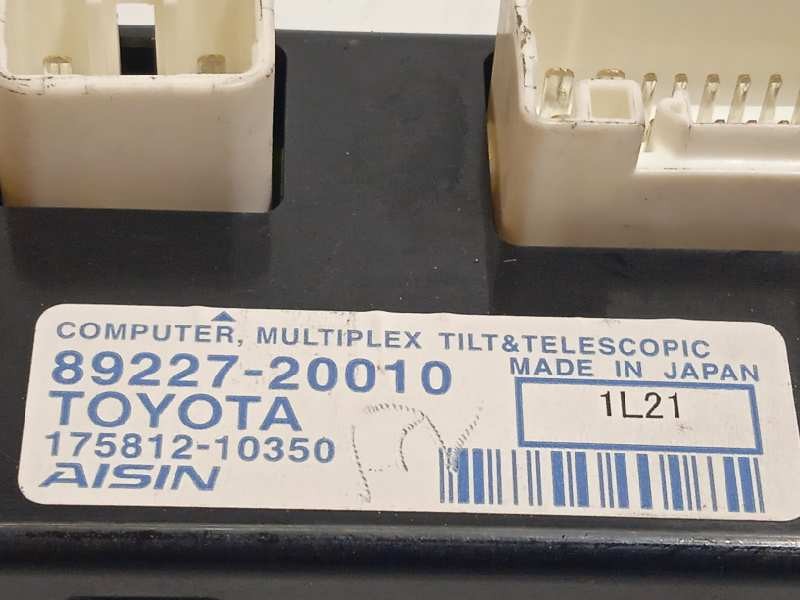 COMPUTER, MULTIPLEX TILT&TELESCOPIC
89227-20010
MADE IN JAPAN
TOYOTA
1L21
175812-10350
AISIN